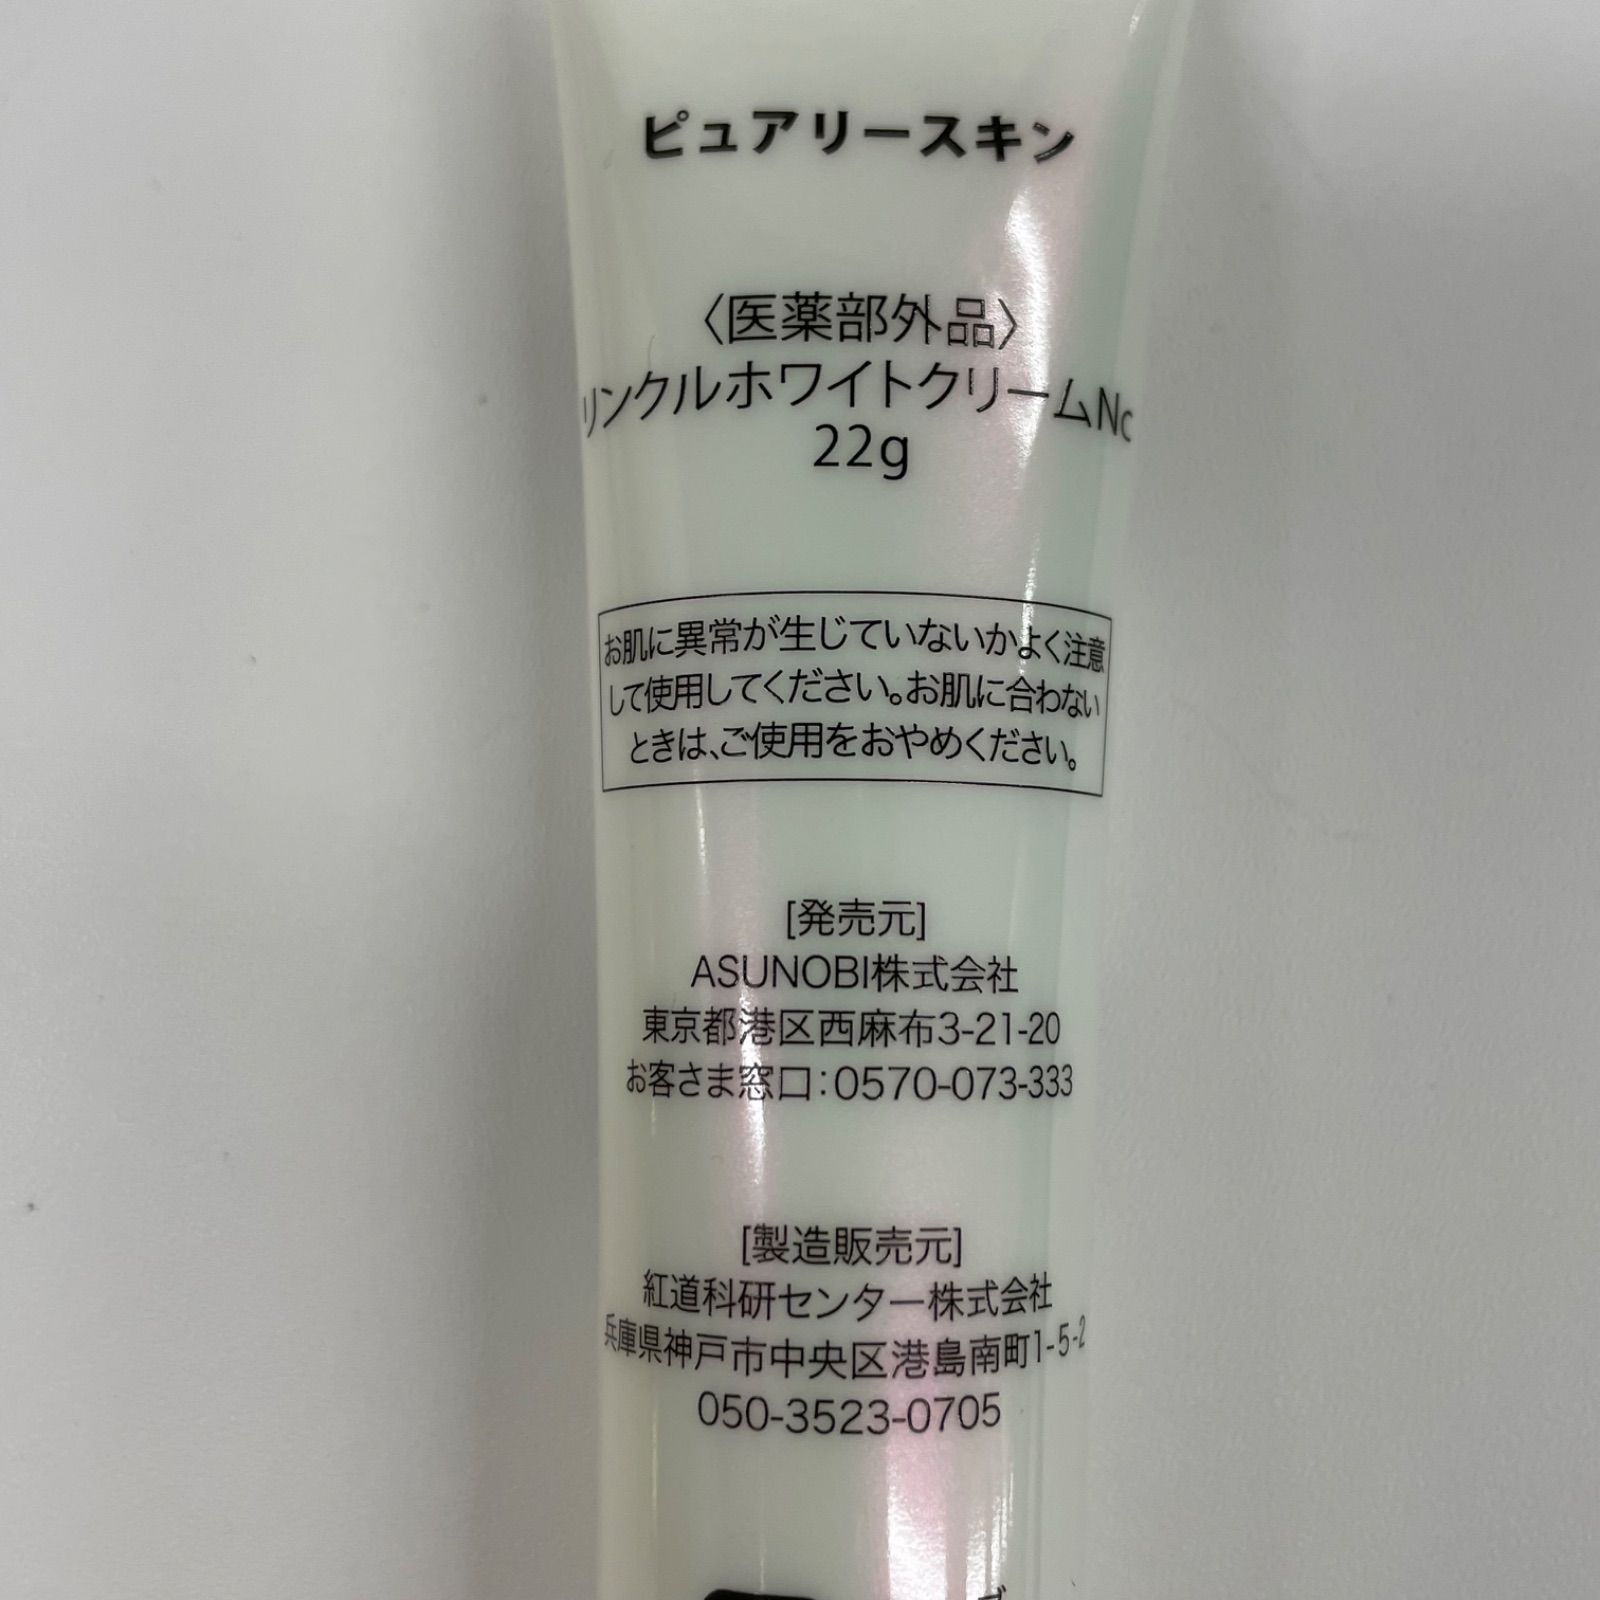 ピュアリースキン
〈医薬部外品〉
リンクルホワイトクリームNc
22g
お肌に異常が生じていないかよく注意
して使用してください。お肌に合わない
ときは、ご使用をおやめください。
[発売元]
ASUNOBI株式会社
東京都港区西麻布3-21-20
お客さま窓口：0570-073-333
[製造販売元]
紅道科研センター株式会社
兵庫県神戸市中央区港島南町1-5-2
050-3523-0705